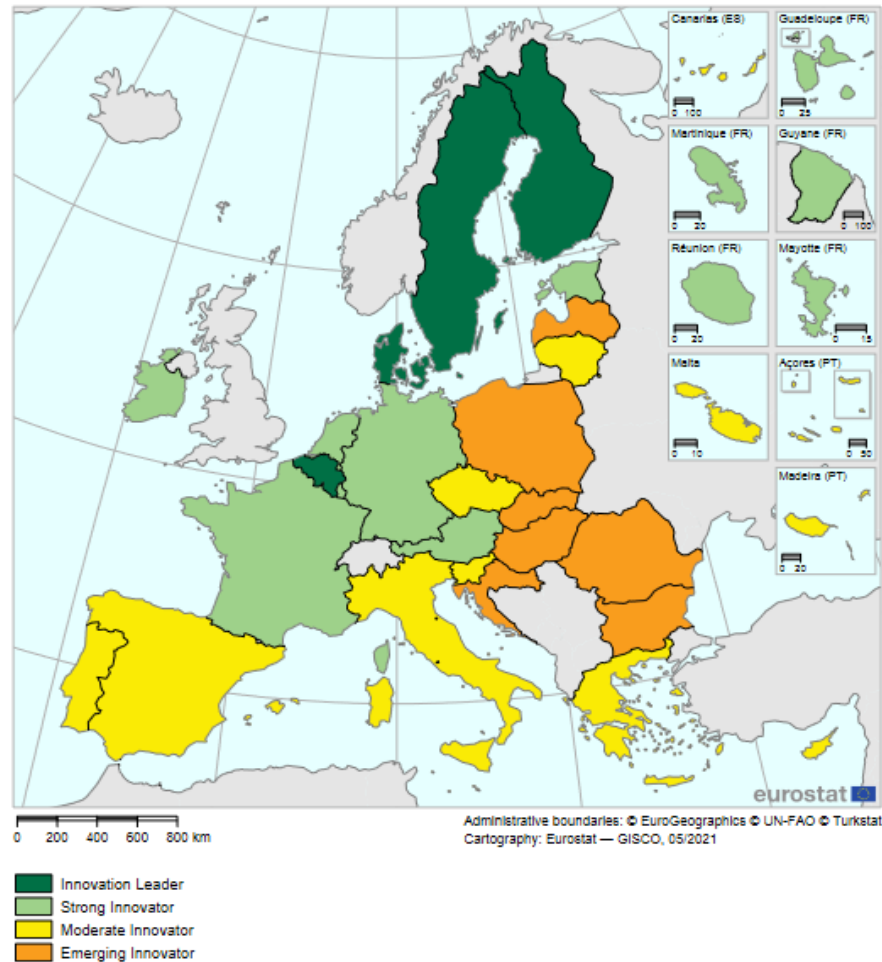 Canarias (ES)
0 100
Guadeloupe (FR)
0 25
Martinique (FR)
0 20
Guyane (FR)
0 100
Réunion (FR)
0 20
Mayotte (FR)
0 15
Malta
0 10
Açores (PT)
0 50
Madeira (PT)
0 20
eurostat
0 200 400 600 800 km
Administrative boundaries: © EuroGeographics © UN-FAO © Turkstat
Cartography: Eurostat — GISCO, 05/2021
Innovation Leader
Strong Innovator
Moderate Innovator
Emerging Innovator